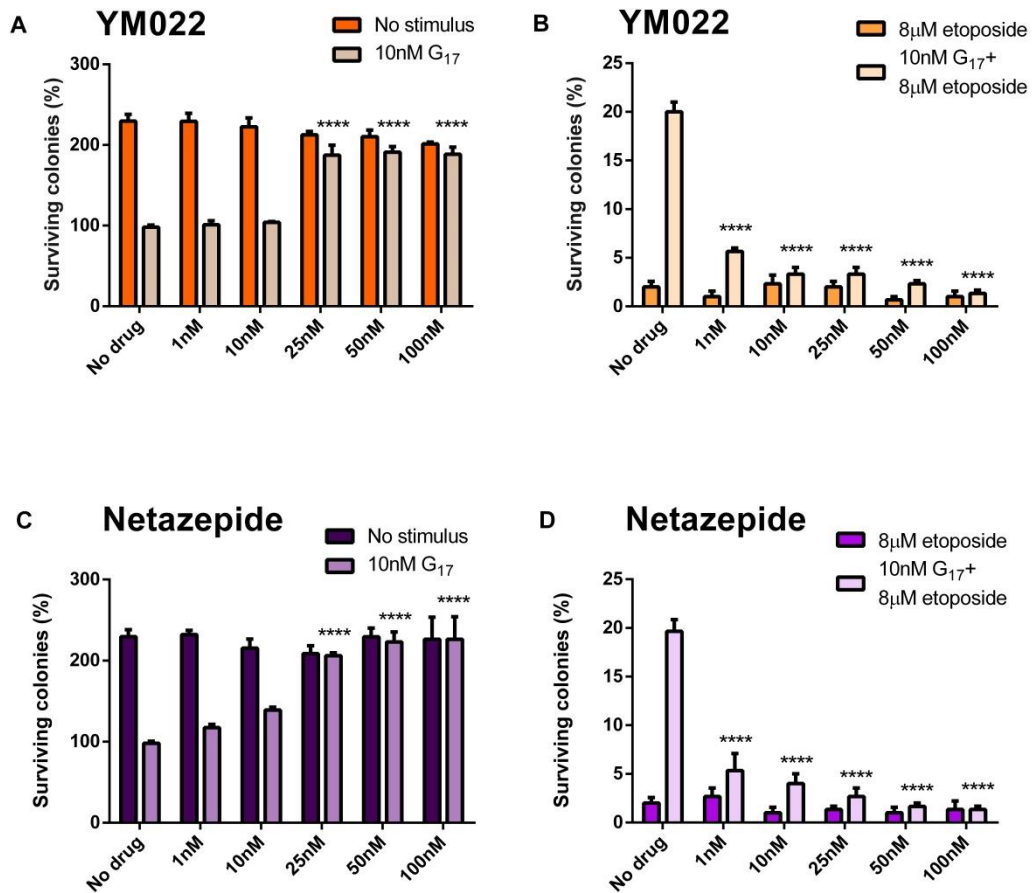 A
YM022
No stimulus
10nM G17
Surviving colonies (%)
300
200
100
0
****
****
****
No drug
1nM
10nM
25nM
50nM
100nM
B
YM022
8μM etoposide
10nM G17+
8μM etoposide
Surviving colonies (%)
25
20
15
10
5
0
****
****
****
****
****
No drug
1nM
10nM
25nM
50nM
100nM
C
Netazepide
No stimulus
10nM G17
Surviving colonies (%)
300
200
100
0
****
****
****
No drug
1nM
10nM
25nM
50nM
100nM
D
Netazepide
8μM etoposide
10nM G17+
8μM etoposide
Surviving colonies (%)
25
20
15
10
5
0
****
****
****
****
****
No drug
1nM
10nM
25nM
50nM
100nM